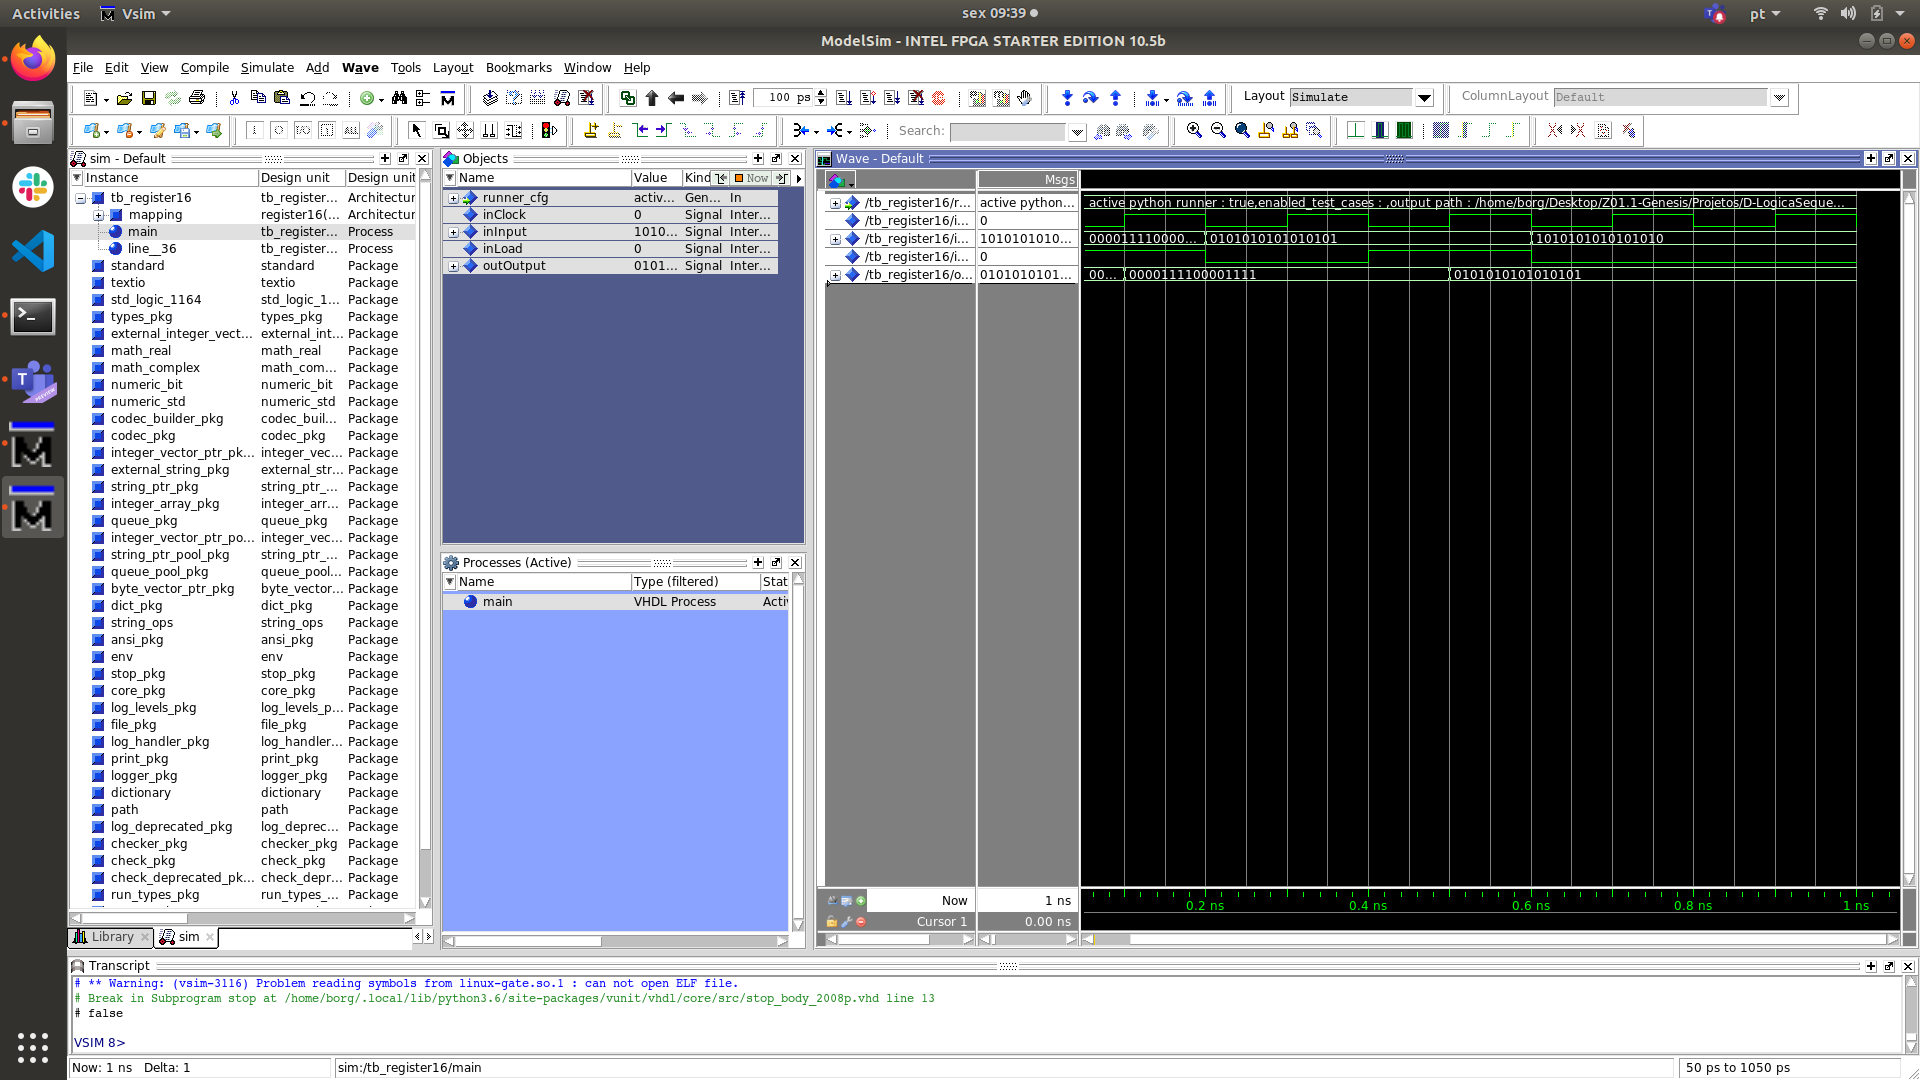 Activities Vsim sex 09:39 pt
ModelSim - INTEL FPGA STARTER EDITION 10.5b
File Edit View Compile Simulate Add Wave Tools Layout Bookmarks Window Help
100 ps Layout Simulate ColumnLayout Default
Search:
sim - Default
Instance Design unit Design unit
tb_register16 tb_register... Architectur
mapping register16(... Architectur
main tb_register... Process
line__36 tb_register... Process
standard standard Package
textio textio Package
std_logic_1164 std_logic_1... Package
types_pkg types_pkg Package
external_integer_vect... external_int... Package
math_real math_real Package
math_complex math_com... Package
numeric_bit numeric_bit Package
numeric_std numeric_std Package
codec_builder_pkg codec_buil... Package
codec_pkg codec_pkg Package
integer_vector_ptr_pk... integer_vec... Package
external_string_pkg external_str... Package
string_ptr_pkg string_ptr_... Package
integer_array_pkg integer_arr... Package
queue_pkg queue_pkg Package
integer_vector_ptr_po... integer_vec... Package
string_ptr_pool_pkg string_ptr_... Package
queue_pool_pkg queue_pool... Package
byte_vector_ptr_pkg byte_vector... Package
dict_pkg dict_pkg Package
string_ops string_ops Package
ansi_pkg ansi_pkg Package
env env Package
stop_pkg stop_pkg Package
core_pkg core_pkg Package
log_levels_pkg log_levels_p... Package
file_pkg file_pkg Package
log_handler_pkg log_handler... Package
print_pkg print_pkg Package
logger_pkg logger_pkg Package
dictionary dictionary Package
path path Package
log_deprecated_pkg log_deprec... Package
checker_pkg checker_pkg Package
check_pkg check_pkg Package
check_deprecated_pk... check_depr... Package
run_types_pkg run_types_... Package
Library sim
Objects
Name Value Kind Now
runner_cfg activ... Gen... In
inClock 0 Signal Inter...
inInput 1010... Signal Inter...
inLoad 0 Signal Inter...
outOutput 0101... Signal Inter...
Processes (Active)
Name Type (filtered) Stat
main VHDL Process Activ
Wave - Default
Msgs
/tb_register16/r... active python... active python runner : true,enabled_test_cases : ,output path : /home/borg/Desktop/Z01.1-Genesis/Projetos/D-LogicaSeque...
/tb_register16/i... 0
/tb_register16/i... 1010101010... 000011110000... 0101010101010101 1010101010101010
/tb_register16/i... 0
/tb_register16/o... 0101010101... 00... 0000111100001111 0101010101010101
Now 1 ns 0.2 ns 0.4 ns 0.6 ns 0.8 ns 1 ns
Cursor 1 0.00 ns
Transcript
# ** Warning: (vsim-3116) Problem reading symbols from linux-gate.so.1 : can not open ELF file.
# Break in Subprogram stop at /home/borg/.local/lib/python3.6/site-packages/vunit/vhdl/core/src/stop_body_2008p.vhd line 13
# false
VSIM 8>
Now: 1 ns Delta: 1 sim:/tb_register16/main 50 ps to 1050 ps